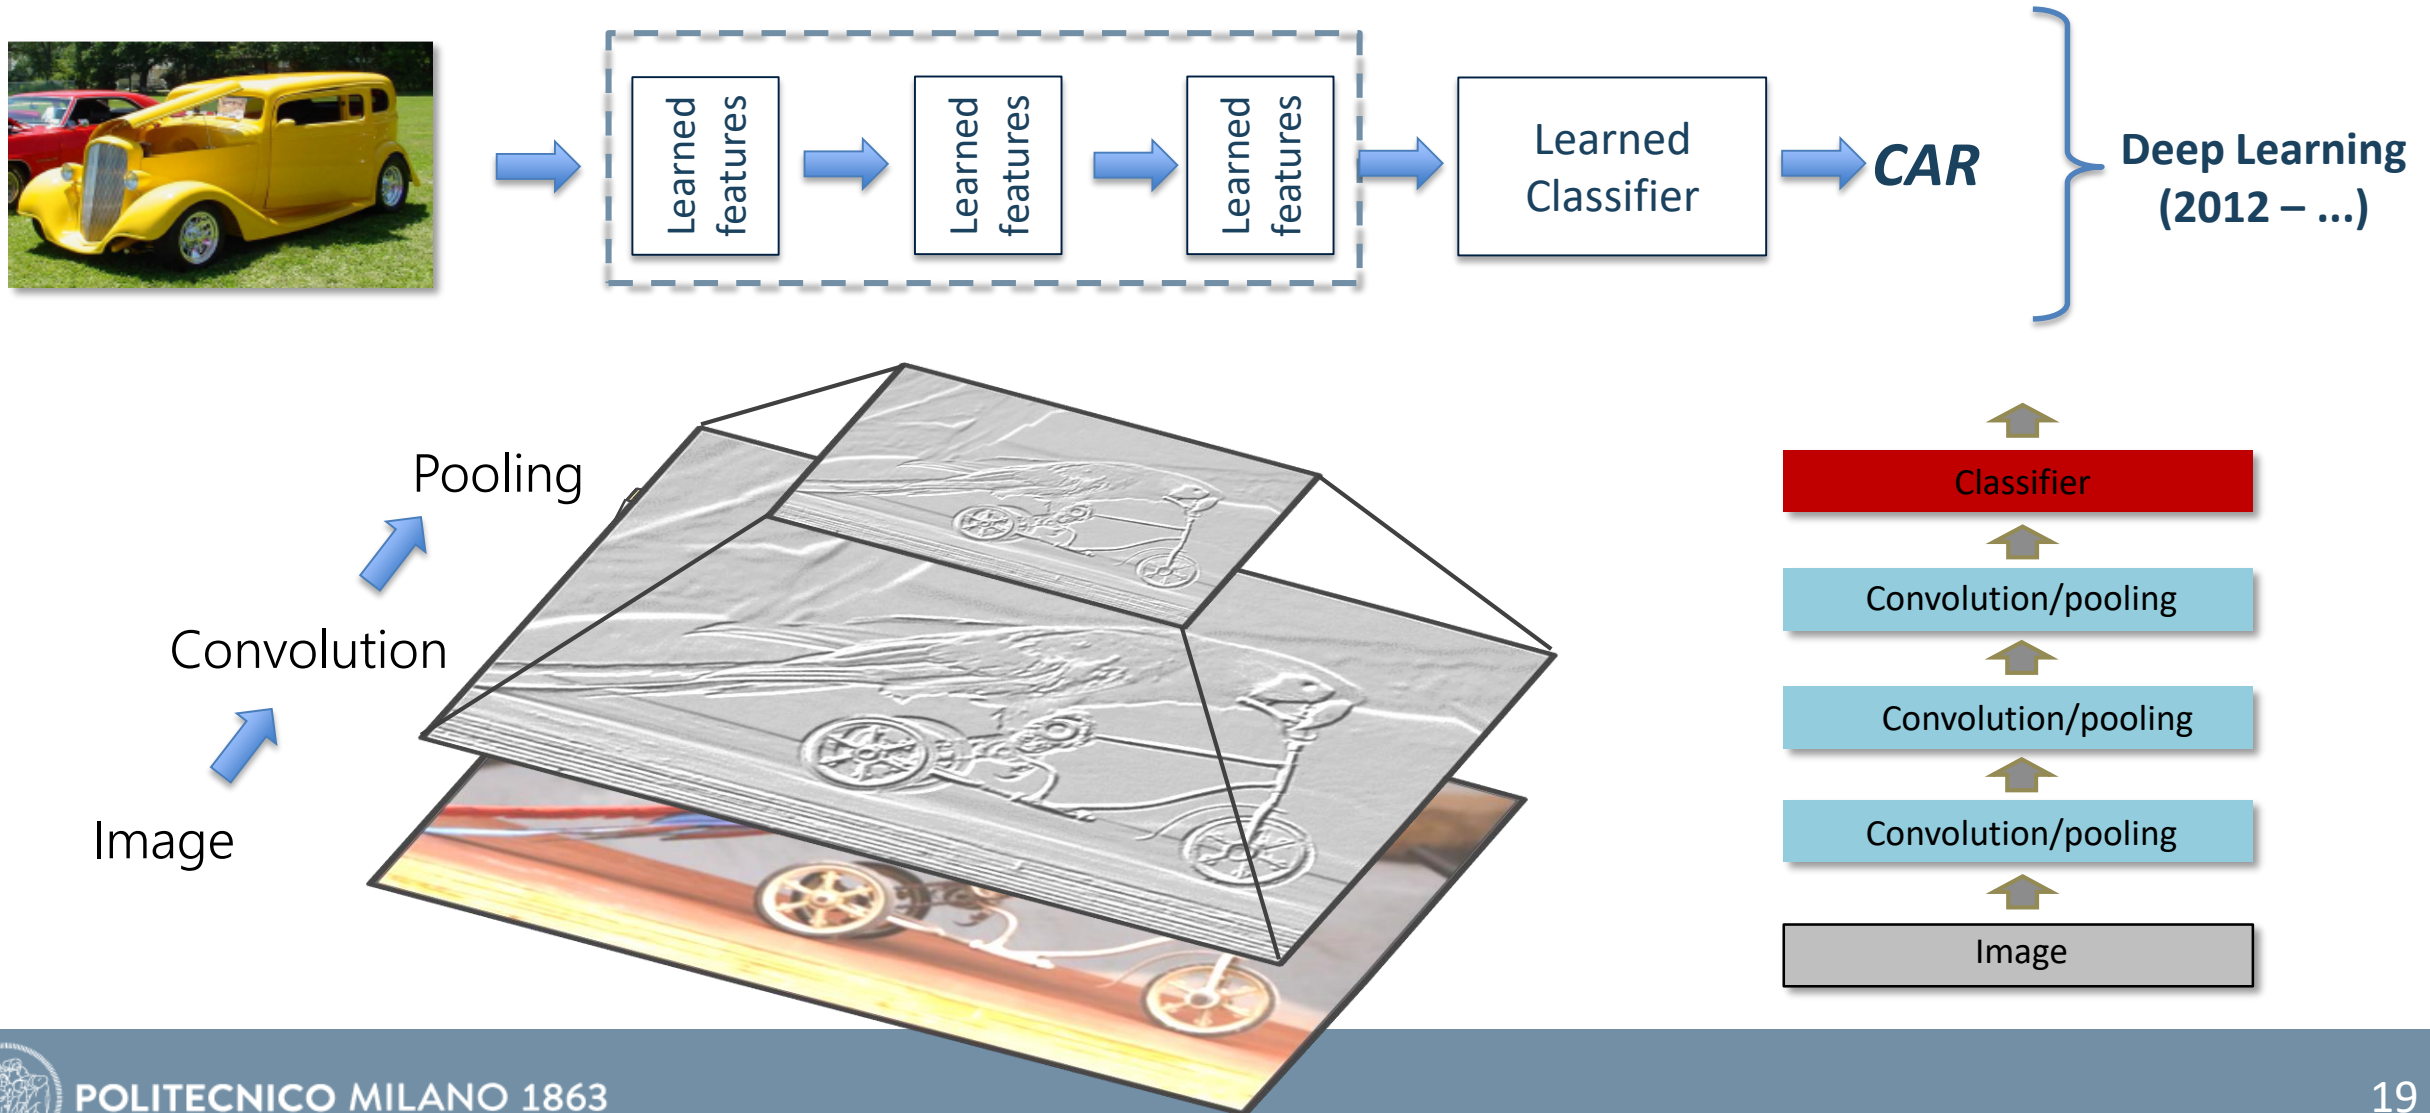 Learned
features
Learned
features
Learned
features
Learned
Classifier
CAR
Deep Learning
(2012 – ...)
Pooling
Convolution
Image
Classifier
Convolution/pooling
Convolution/pooling
Convolution/pooling
Image
POLITECNICO MILANO 1863
19